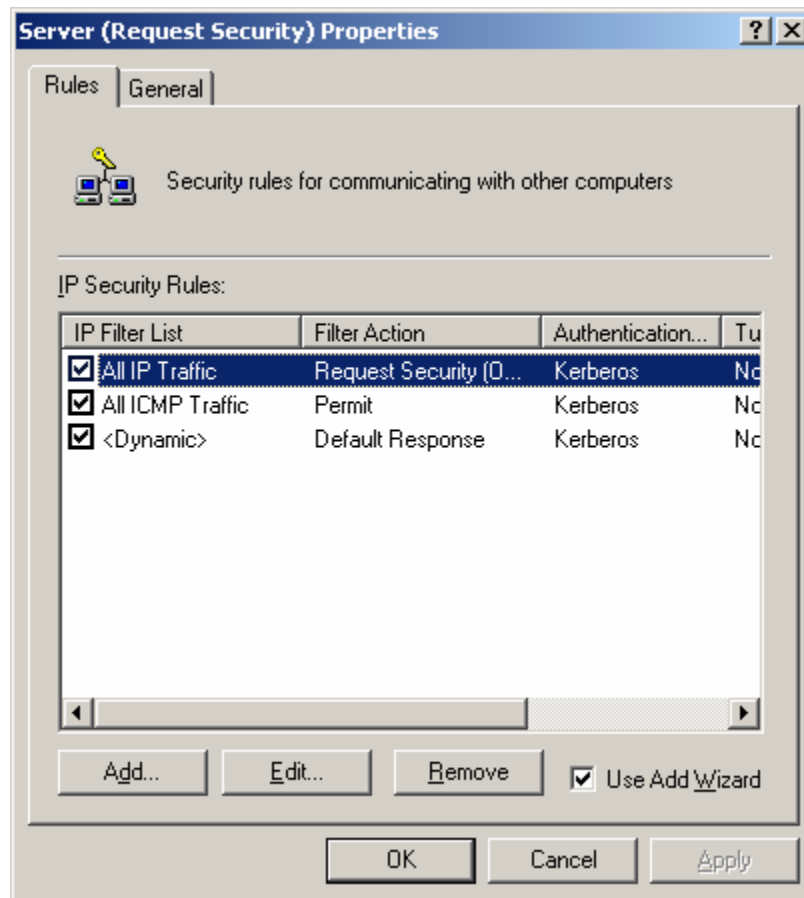 Server (Request Security) Properties
Rules General
Security rules for communicating with other computers
IP Security Rules:
IP Filter List Filter Action Authentication... Tu
All IP Traffic Request Security (O... Kerberos No
All ICMP Traffic Permit Kerberos No
<Dynamic> Default Response Kerberos No
Add... Edit... Remove Use Add Wizard
OK Cancel Apply